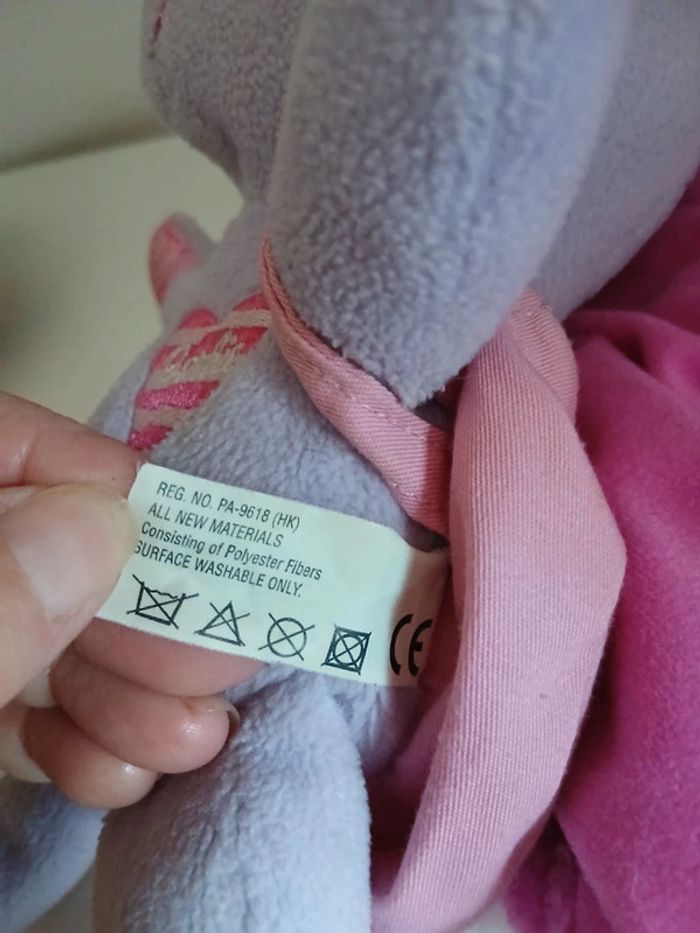 REG. NO. PA-9618 (HK)
ALL NEW MATERIALS
Consisting of Polyester Fibers
SURFACE WASHABLE ONLY.
CE